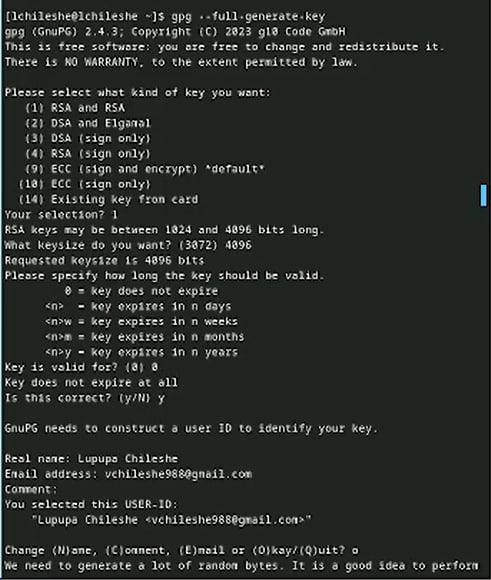 [lchileshe@lchileshe ~]$ gpg --full-generate-key
gpg (GnuPG) 2.4.3; Copyright (C) 2023 g10 Code GmbH
This is free software: you are free to change and redistribute it.
There is NO WARRANTY, to the extent permitted by law.
Please select what kind of key you want:
(1) RSA and RSA
(2) DSA and Elgamal
(3) DSA (sign only)
(4) RSA (sign only)
(9) ECC (sign and encrypt) *default*
(10) ECC (sign only)
(14) Existing key from card
Your selection? 1
RSA keys may be between 1024 and 4096 bits long.
What keysize do you want? (3072) 4096
Requested keysize is 4096 bits
Please specify how long the key should be valid.
0 = key does not expire
<n> = key expires in n days
<n>w = key expires in n weeks
<n>m = key expires in n months
<n>y = key expires in n years
Key is valid for? (0) 0
Key does not expire at all
Is this correct? (y/N) y
GnuPG needs to construct a user ID to identify your key.
Real name: Lupupa Chileshe
Email address: vchileshe988@gmail.com
Comment:
You selected this USER-ID:
"Lupupa Chileshe <vchileshe988@gmail.com>"
Change (N)ame, (C)omment, (E)mail or (O)kay/(Q)uit? o
We need to generate a lot of random bytes. It is a good idea to perform